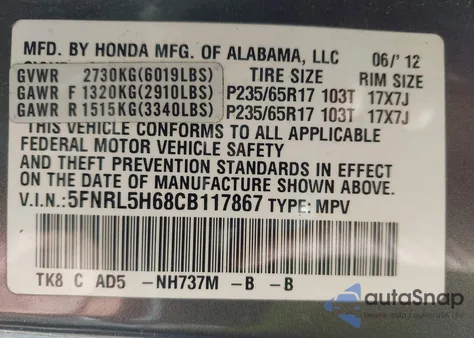 MFD. BY HONDA MFG. OF ALABAMA, LLC 06/'12
TIRE SIZE RIM SIZE
GVWR 2730KG(6019LBS)
GAWR F 1320KG(2910LBS) P235/65R17 103T 17X7J
GAWR R 1515KG(3340LBS) P235/65R17 103T 17X7J
THIS VEHICLE CONFORMS TO ALL APPLICABLE
FEDERAL MOTOR VEHICLE SAFETY
AND THEFT PREVENTION STANDARDS IN EFFECT
ON THE DATE OF MANUFACTURE SHOWN ABOVE.
V.I.N.: 5FNRL5H68CB117867 TYPE: MPV
TK8 C AD5 -NH737M -B -B
autoSnap